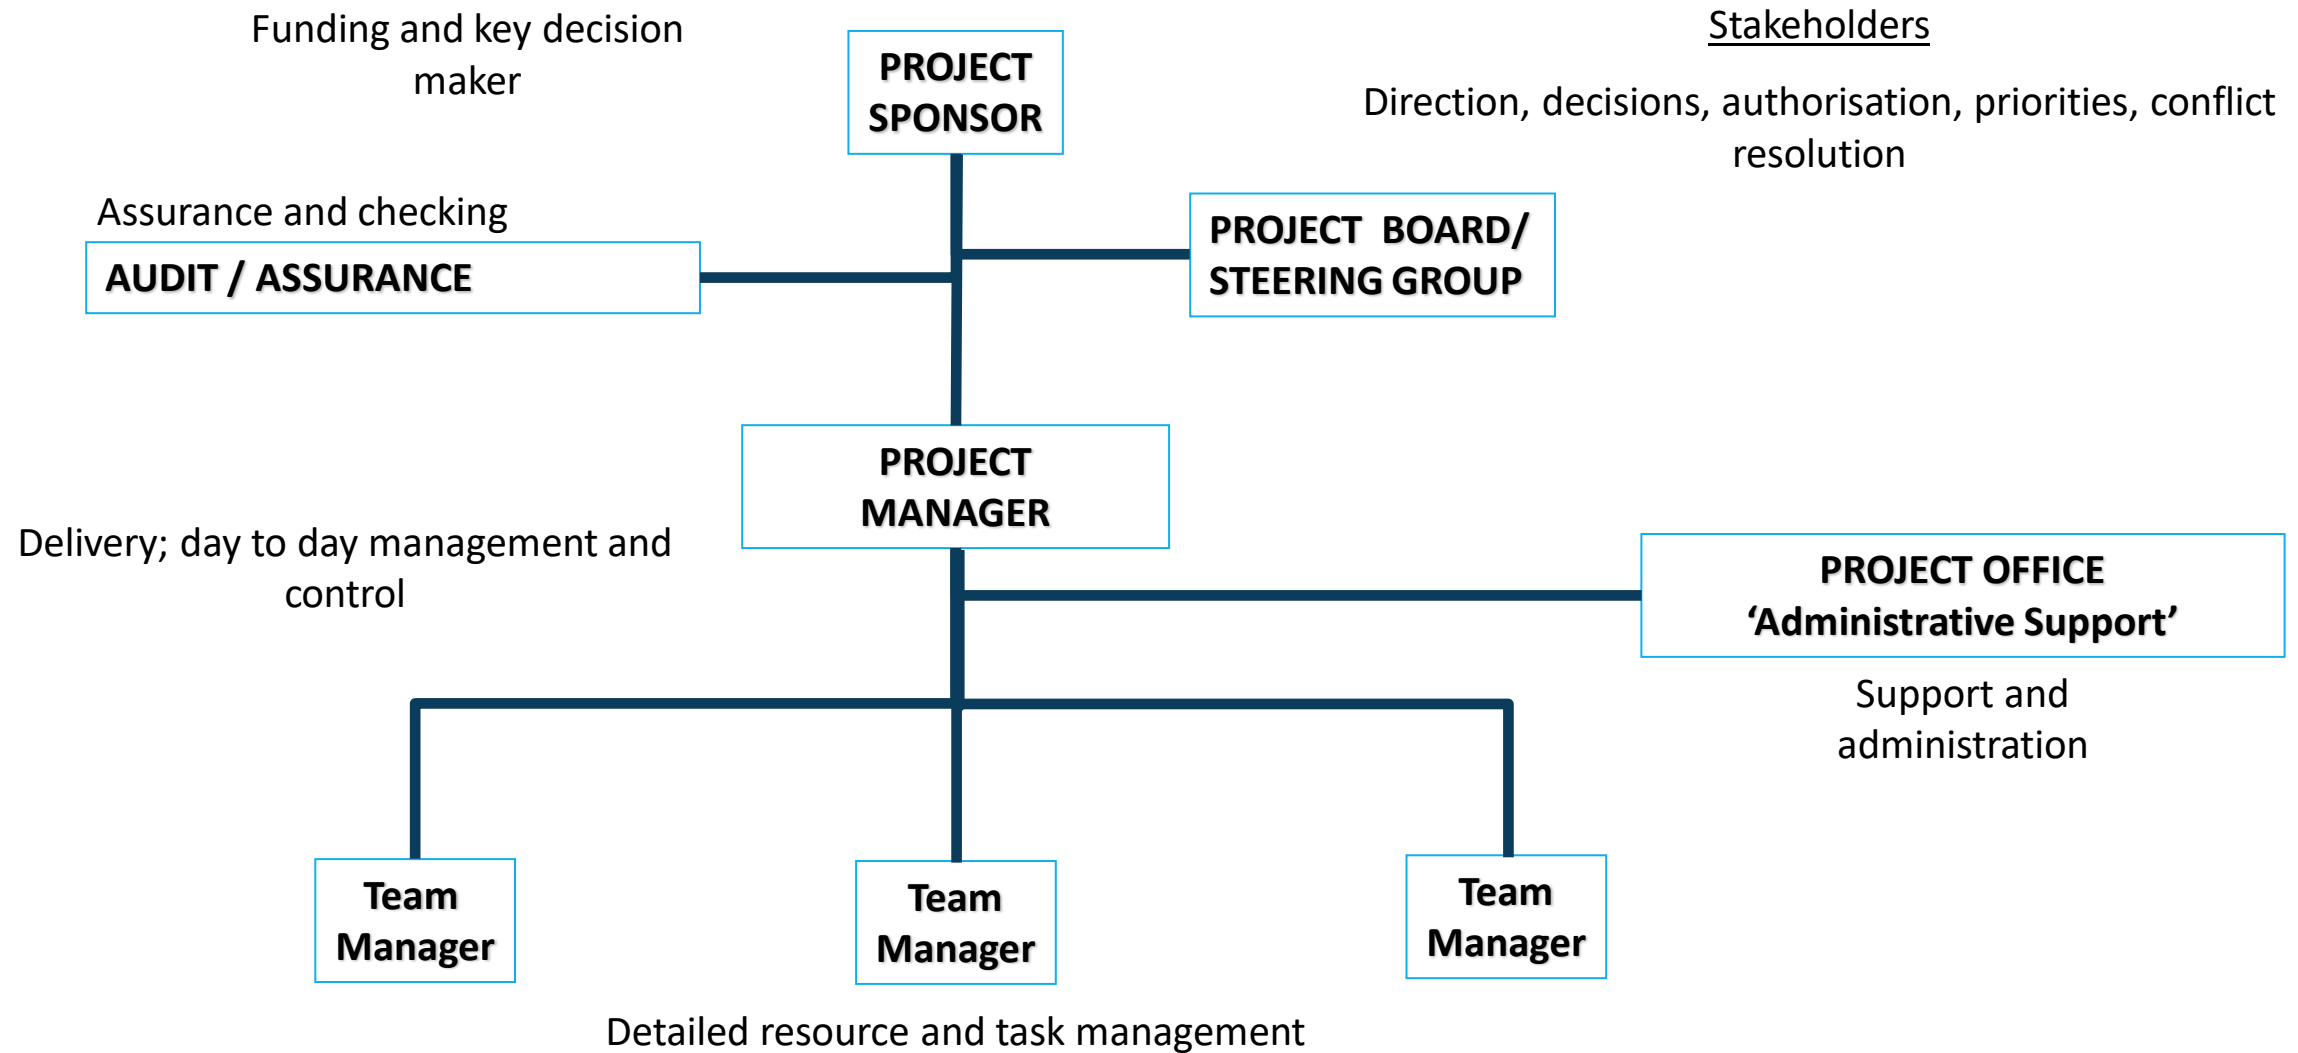 Funding and key decision
maker
PROJECT
SPONSOR
Stakeholders
Direction, decisions, authorisation, priorities, conflict
resolution
Assurance and checking
AUDIT / ASSURANCE
PROJECT BOARD/
STEERING GROUP
PROJECT
MANAGER
Delivery; day to day management and
control
PROJECT OFFICE
‘Administrative Support’
Support and
administration
Team
Manager
Team
Manager
Team
Manager
Detailed resource and task management